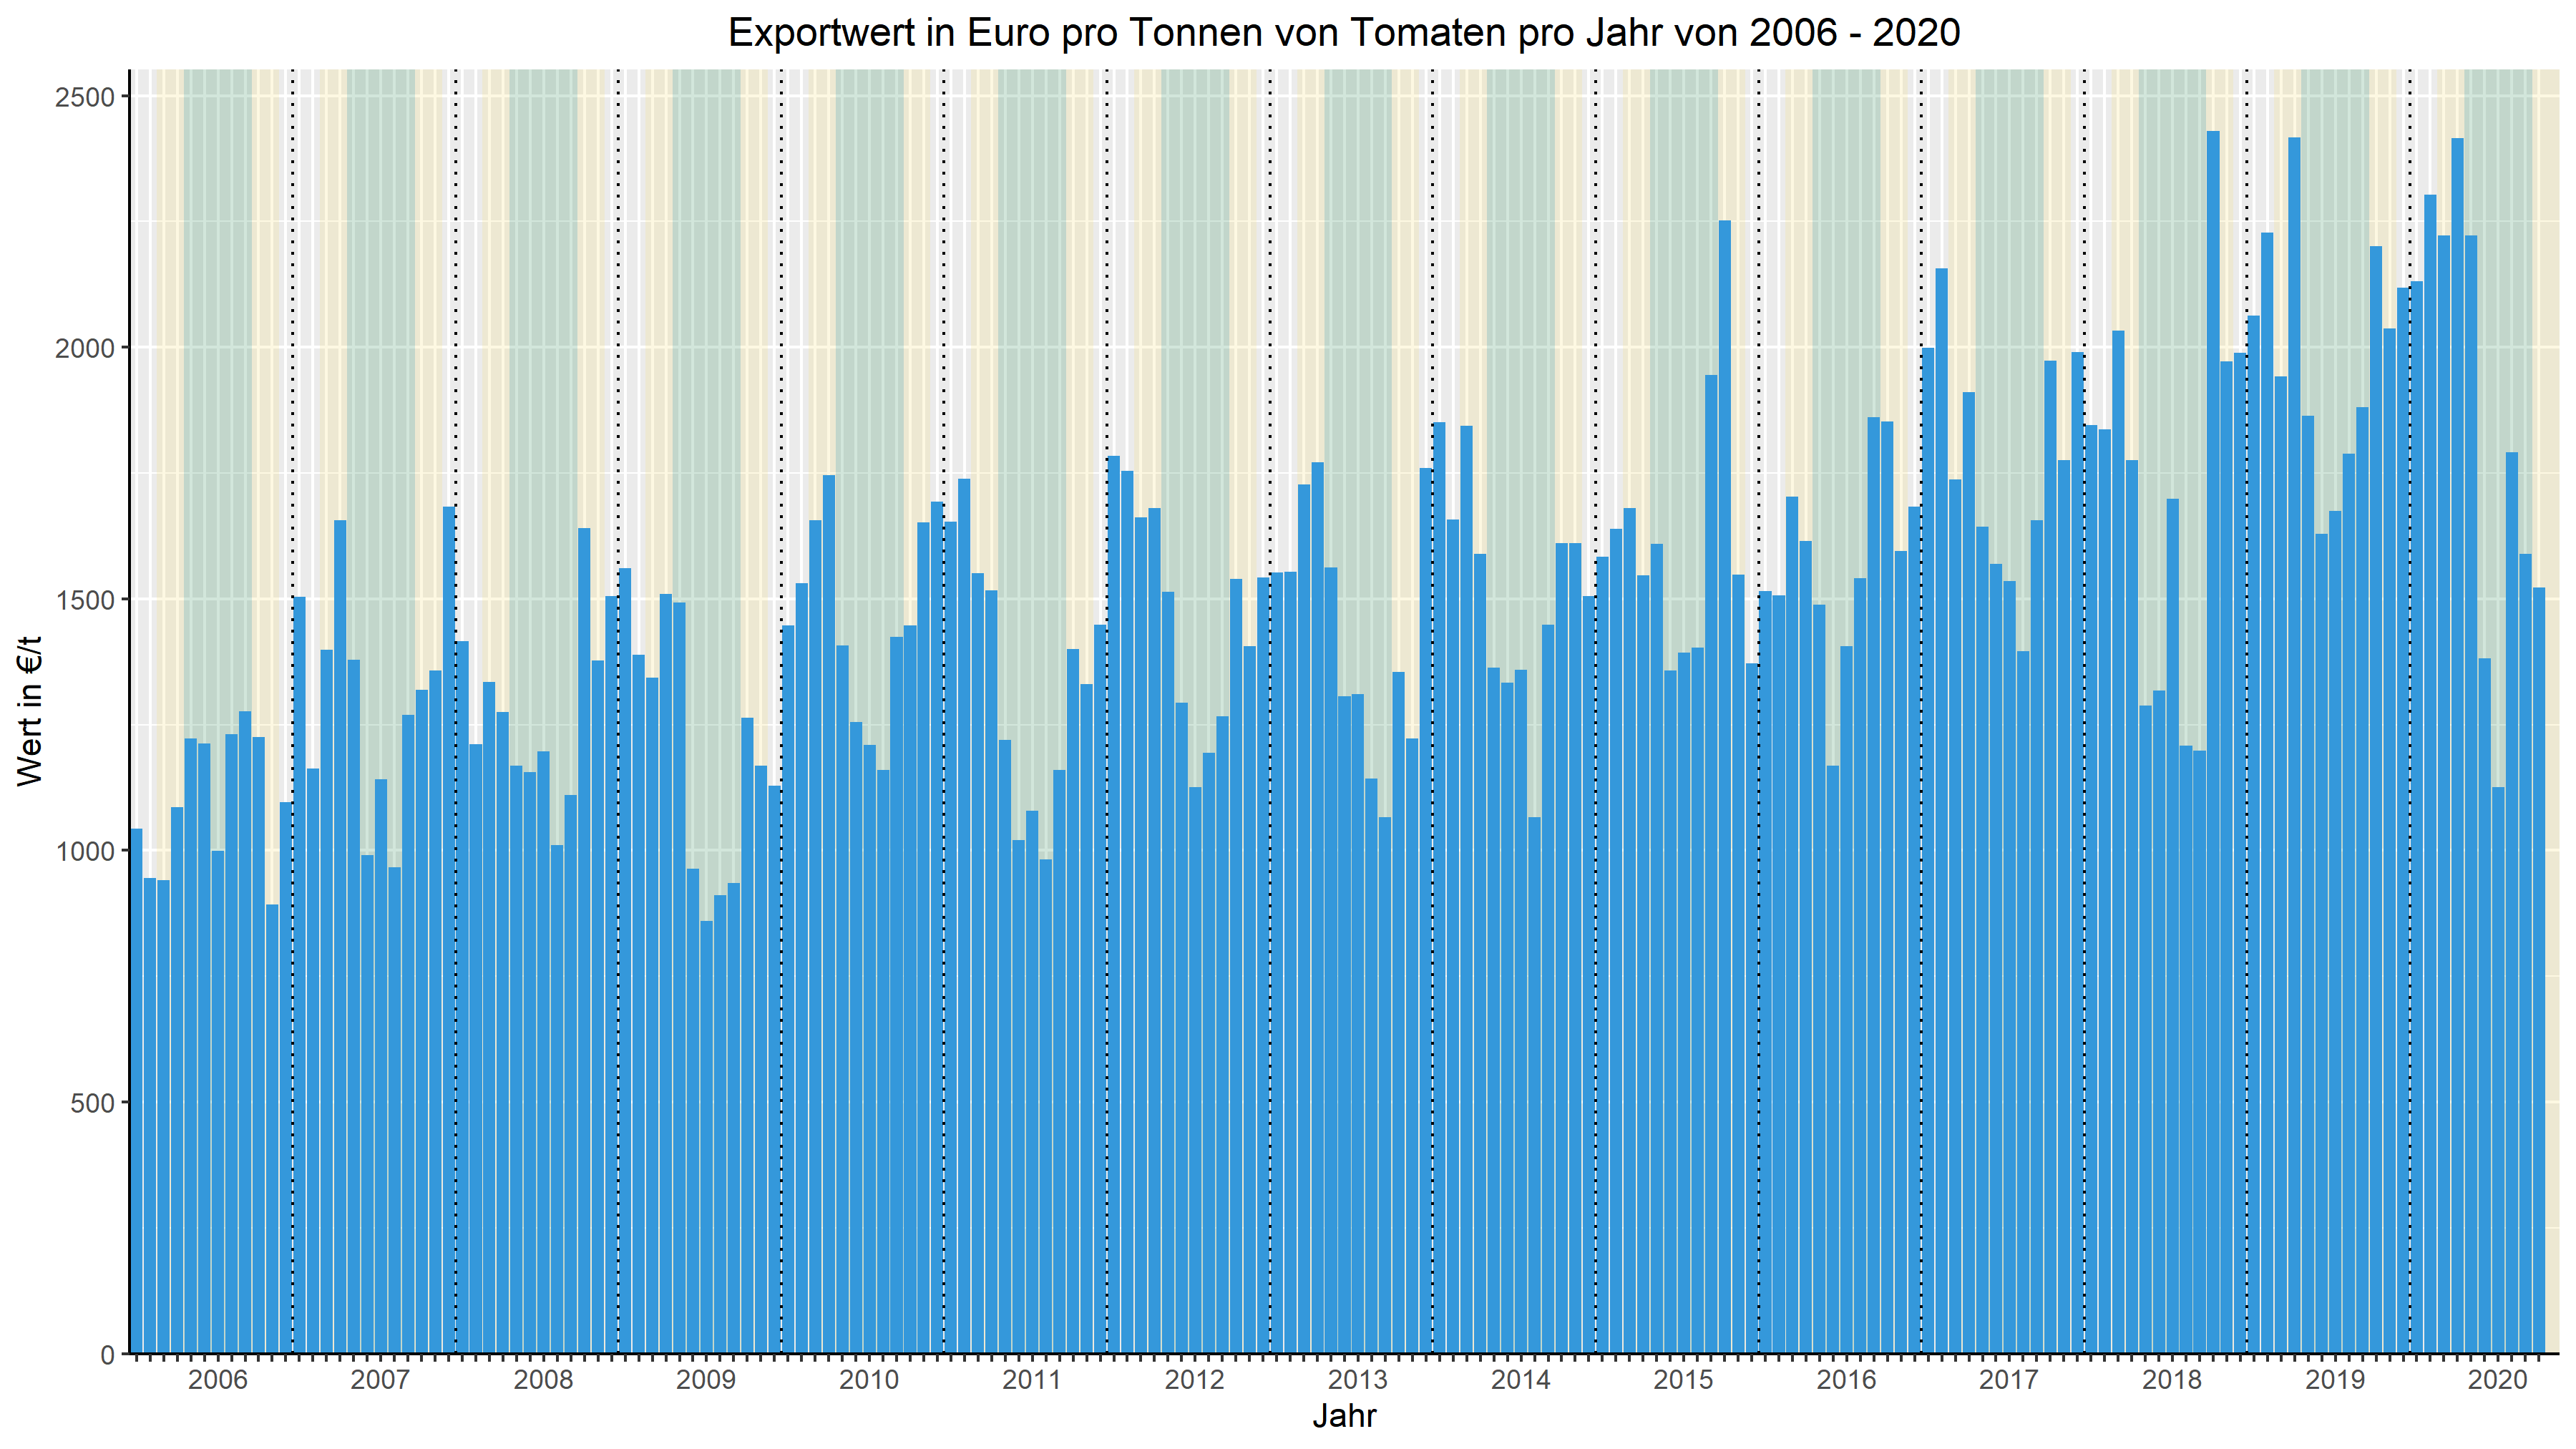 Exportwert in Euro pro Tonnen von Tomaten pro Jahr von 2006 - 2020
Wert in €/t
2500
2000
1500
1000
500
0
2006 2007 2008 2009 2010 2011 2012 2013 2014 2015 2016 2017 2018 2019 2020
Jahr